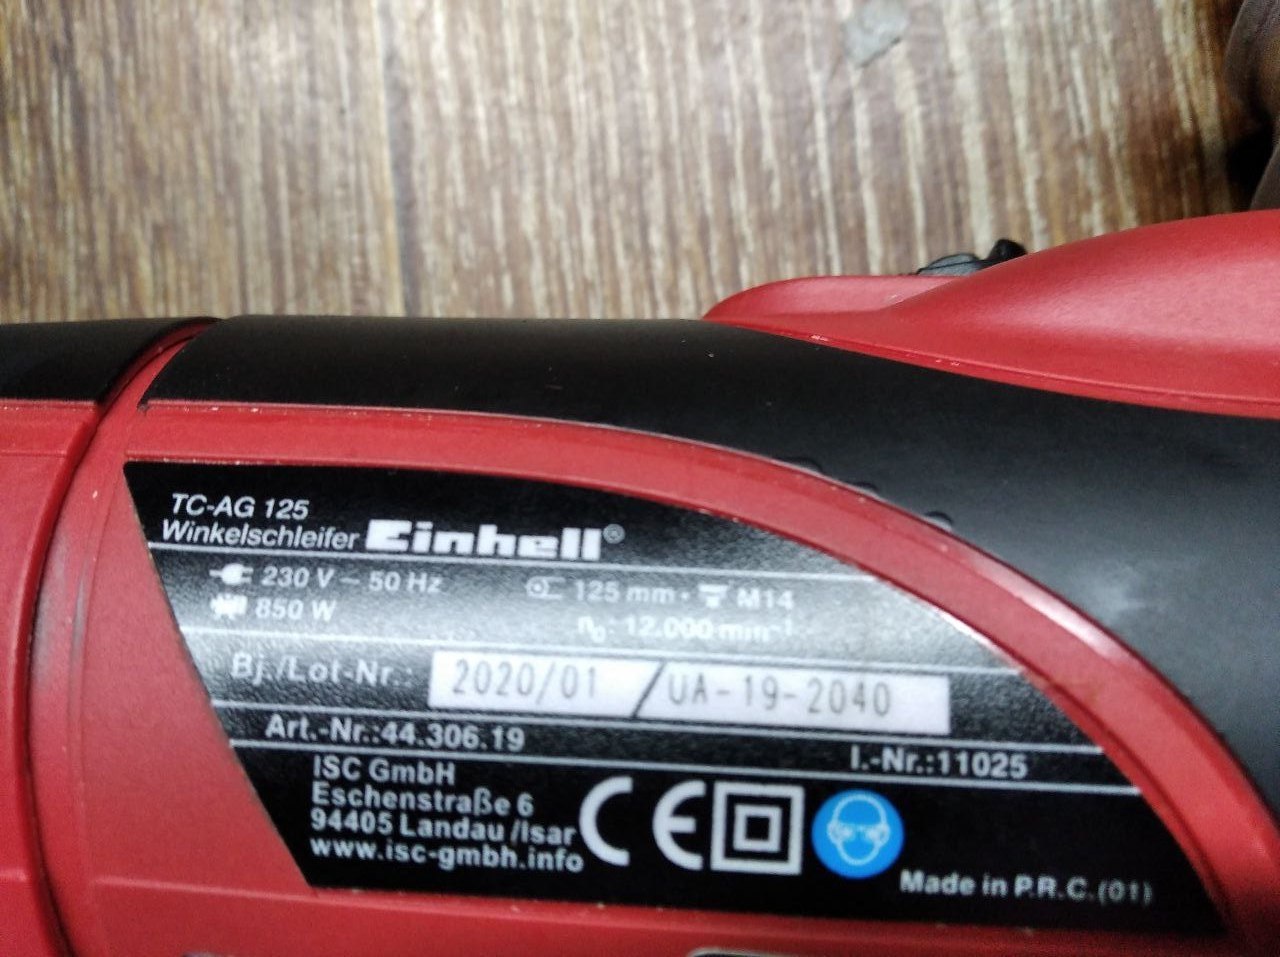 TC-AG 125
Winkelschleifer Einhell®
230 V ~ 50 Hz 125 mm • M14
850 W n₀: 12.000 min⁻¹
Bj./Lot-Nr.: 2020/01 / UA-19-2040
Art.-Nr.:44.306.19 I.-Nr.:11025
ISC GmbH
Eschenstraße 6
94405 Landau /Isar
www.isc-gmbh.info
CE
Made in P.R.C.(01)